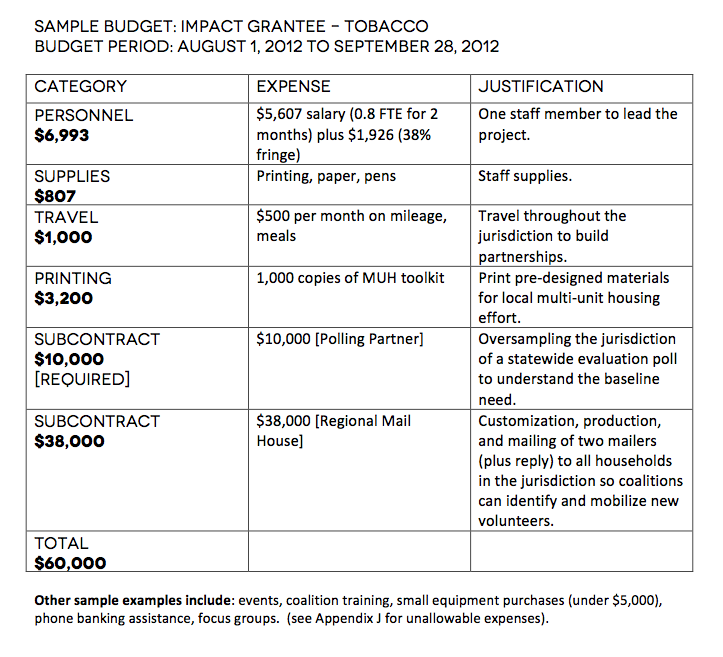 SAMPLE BUDGET: IMPACT GRANTEE – TOBACCO
BUDGET PERIOD: AUGUST 1, 2012 TO SEPTEMBER 28, 2012
CATEGORY
EXPENSE
JUSTIFICATION
PERSONNEL
$6,993
$5,607 salary (0.8 FTE for 2
months) plus $1,926 (38%
fringe)
One staff member to lead the
project.
SUPPLIES
$807
Printing, paper, pens
Staff supplies.
TRAVEL
$1,000
$500 per month on mileage,
meals
Travel throughout the
jurisdiction to build
partnerships.
PRINTING
$3,200
1,000 copies of MUH toolkit
Print pre-designed materials
for local multi-unit housing
effort.
SUBCONTRACT
$10,000
[REQUIRED]
$10,000 [Polling Partner]
Oversampling the jurisdiction
of a statewide evaluation poll
to understand the baseline
need.
SUBCONTRACT
$38,000
$38,000 [Regional Mail
House]
Customization, production,
and mailing of two mailers
(plus reply) to all households
in the jurisdiction so coalitions
can identify and mobilize new
volunteers.
TOTAL
$60,000
Other sample examples include: events, coalition training, small equipment purchases (under $5,000),
phone banking assistance, focus groups.  (see Appendix J for unallowable expenses).